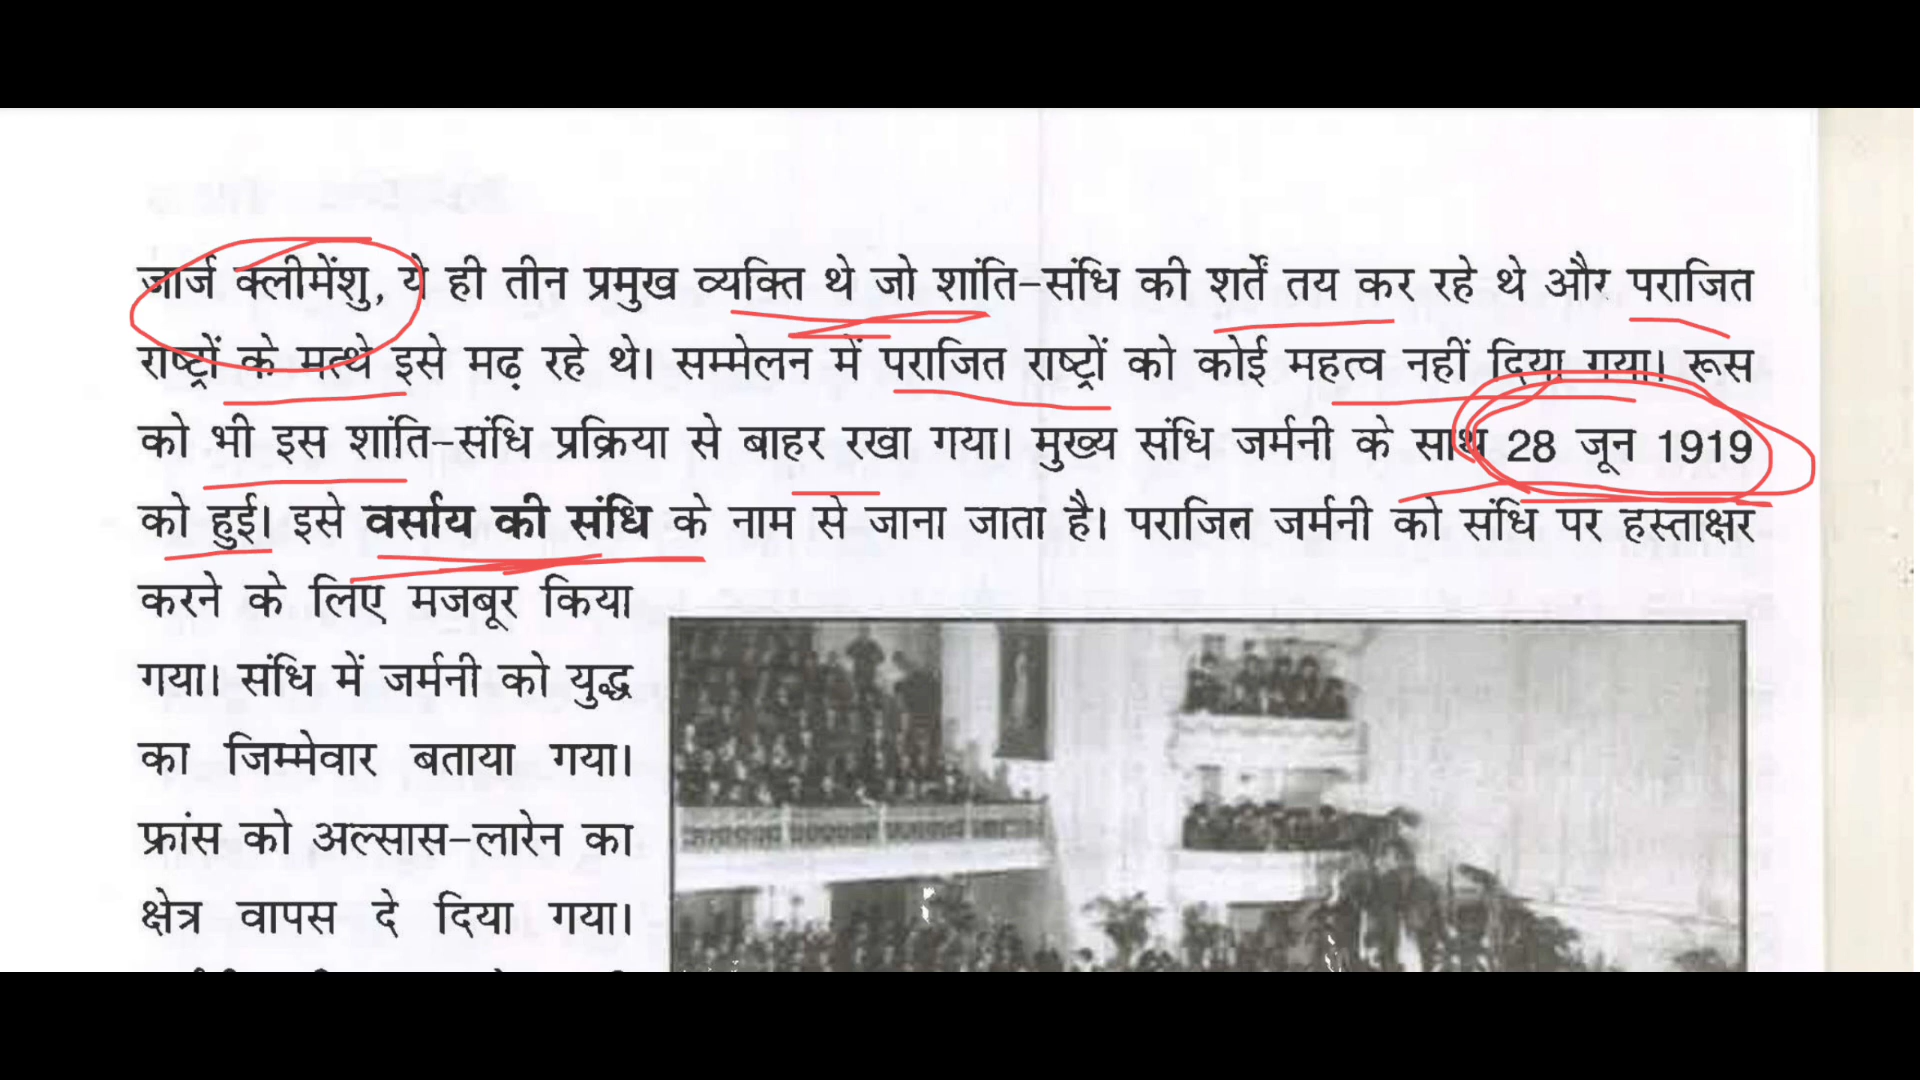 जार्ज क्लीमेंशु, ये ही तीन प्रमुख व्यक्ति थे जो शांति-संधि की शर्ते तय कर रहे थे और पराजित
राष्ट्रों के मत्थे इसे मढ़ रहे थे। सम्मेलन में पराजित राष्ट्रों को कोई महत्व नहीं दिया गया। रूस
को भी इस शांति-संधि प्रक्रिया से बाहर रखा गया। मुख्य संधि जर्मनी के साथ 28 जून 1919
को हुई। इसे वर्साय की संधि के नाम से जाना जाता है। पराजित जर्मनी को संधि पर हस्ताक्षर
करने के लिए मजबूर किया
गया। संधि में जर्मनी को युद्ध
का जिम्मेवार बताया गया।
फ्रांस को अल्सास-लारेन का
क्षेत्र वापस दे दिया गया।